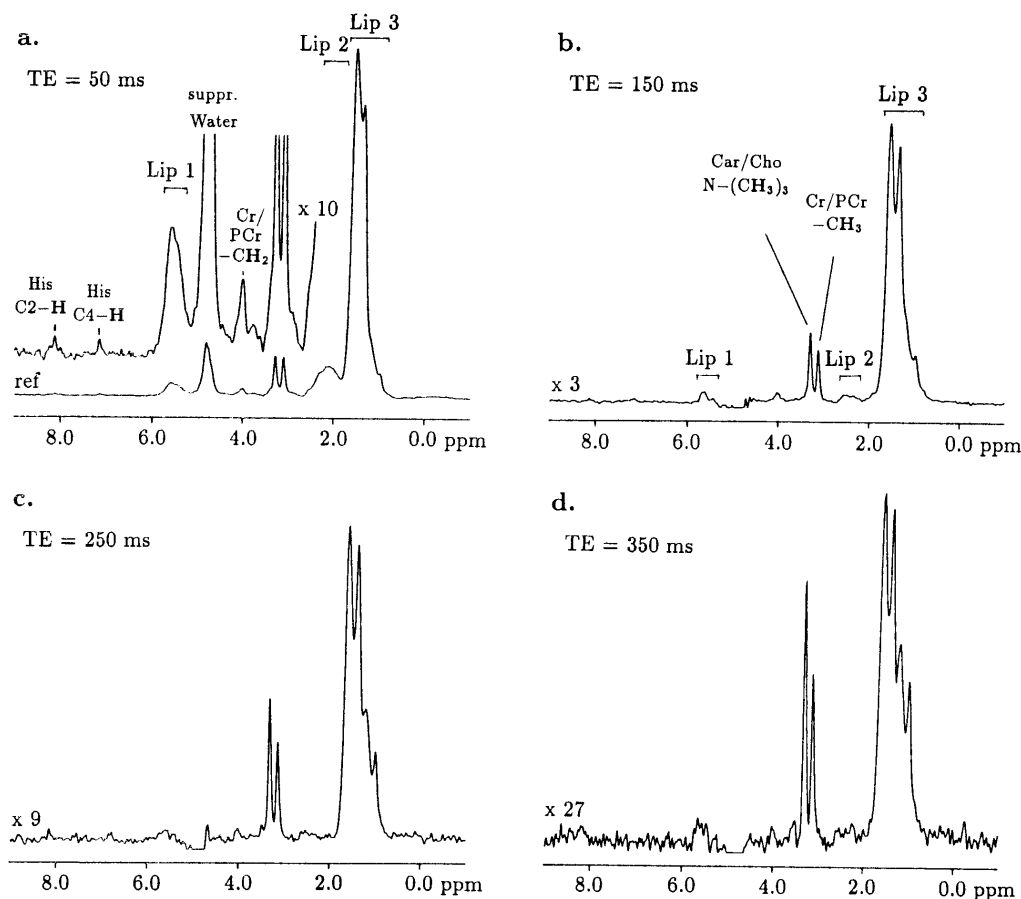 a.
TE = 50 ms
suppr.
Water
Lip 1
Lip 2
Lip 3
x 10
Cr/
PCr
–CH₂
His
C2–H
His
C4–H
ref
8.0 6.0 4.0 2.0 0.0 ppm
b.
TE = 150 ms
Lip 3
Car/Cho
N–(CH₃)₃
Cr/PCr
–CH₃
Lip 1
Lip 2
x 3
8.0 6.0 4.0 2.0 0.0 ppm
c.
TE = 250 ms
x 9
8.0 6.0 4.0 2.0 0.0 ppm
d.
TE = 350 ms
x 27
8.0 6.0 4.0 2.0 0.0 ppm